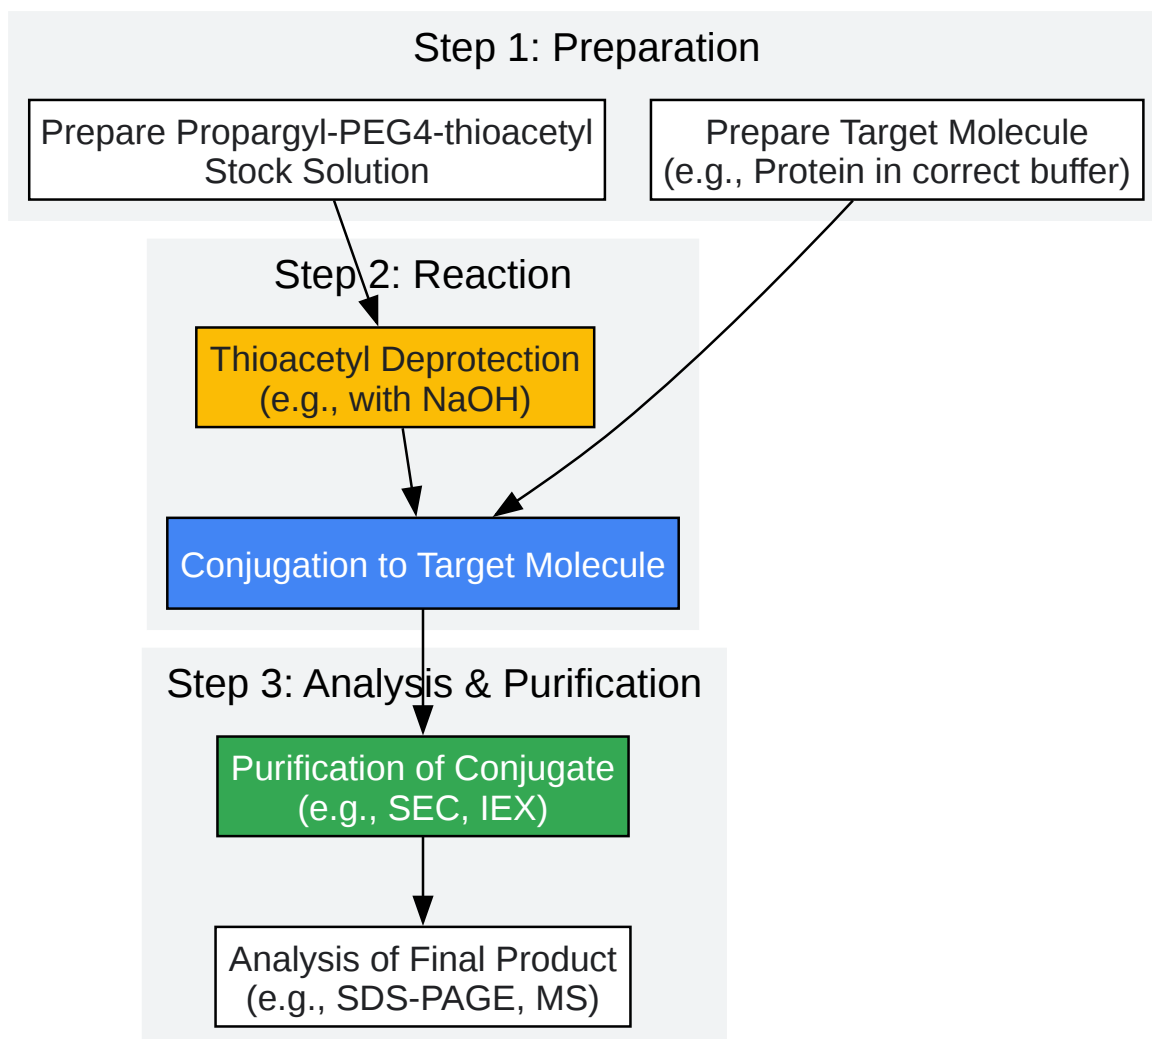 Step 1: Preparation
Prepare Propargyl-PEG4-thioacetyl
Stock Solution
Prepare Target Molecule
(e.g., Protein in correct buffer)
Step 2: Reaction
Thioacetyl Deprotection
(e.g., with NaOH)
Conjugation to Target Molecule
Step 3: Analysis & Purification
Purification of Conjugate
(e.g., SEC, IEX)
Analysis of Final Product
(e.g., SDS-PAGE, MS)